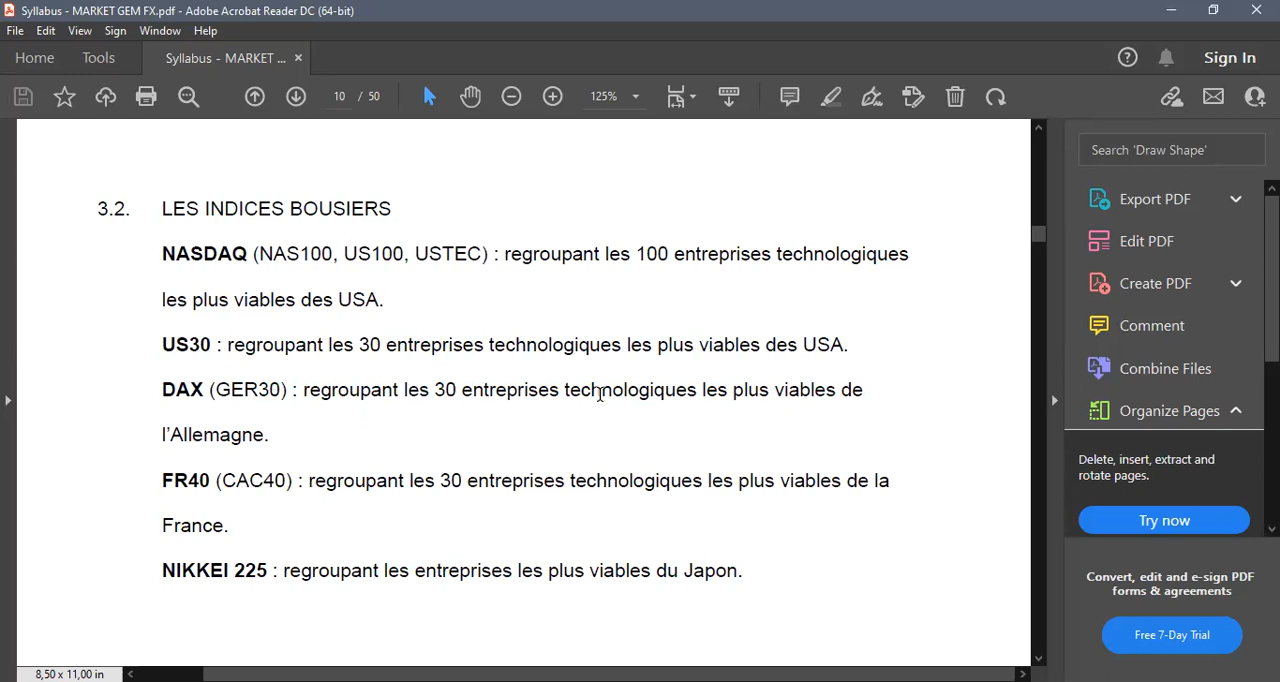 Syllabus - MARKET GEM FX.pdf - Adobe Acrobat Reader DC (64-bit)
File Edit View Sign Window Help
Home Tools Syllabus - MARKET ... × Sign In
10 / 50 125%
Search 'Draw Shape'
3.2. LES INDICES BOUSIERS
NASDAQ (NAS100, US100, USTEC) : regroupant les 100 entreprises technologiques
les plus viables des USA.
US30 : regroupant les 30 entreprises technologiques les plus viables des USA.
DAX (GER30) : regroupant les 30 entreprises technologiques les plus viables de
l'Allemagne.
FR40 (CAC40) : regroupant les 30 entreprises technologiques les plus viables de la
France.
NIKKEI 225 : regroupant les entreprises les plus viables du Japon.
8,50 x 11,00 in
Export PDF
Edit PDF
Create PDF
Comment
Combine Files
Organize Pages
Delete, insert, extract and
rotate pages.
Try now
Convert, edit and e-sign PDF
forms & agreements
Free 7-Day Trial